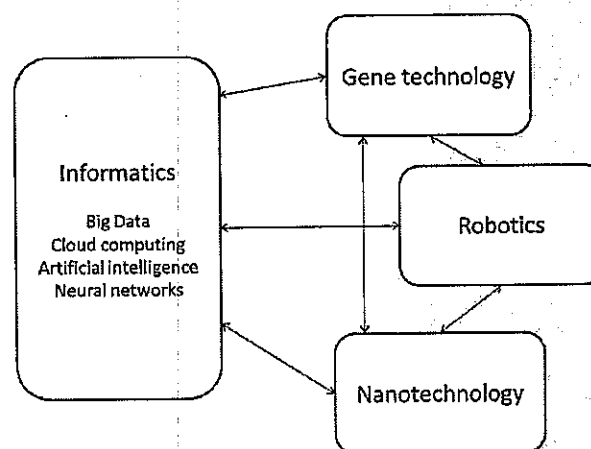 Gene technology
Informatics
Big Data
Cloud computing
Artificial intelligence
Neural networks
Robotics
Nanotechnology